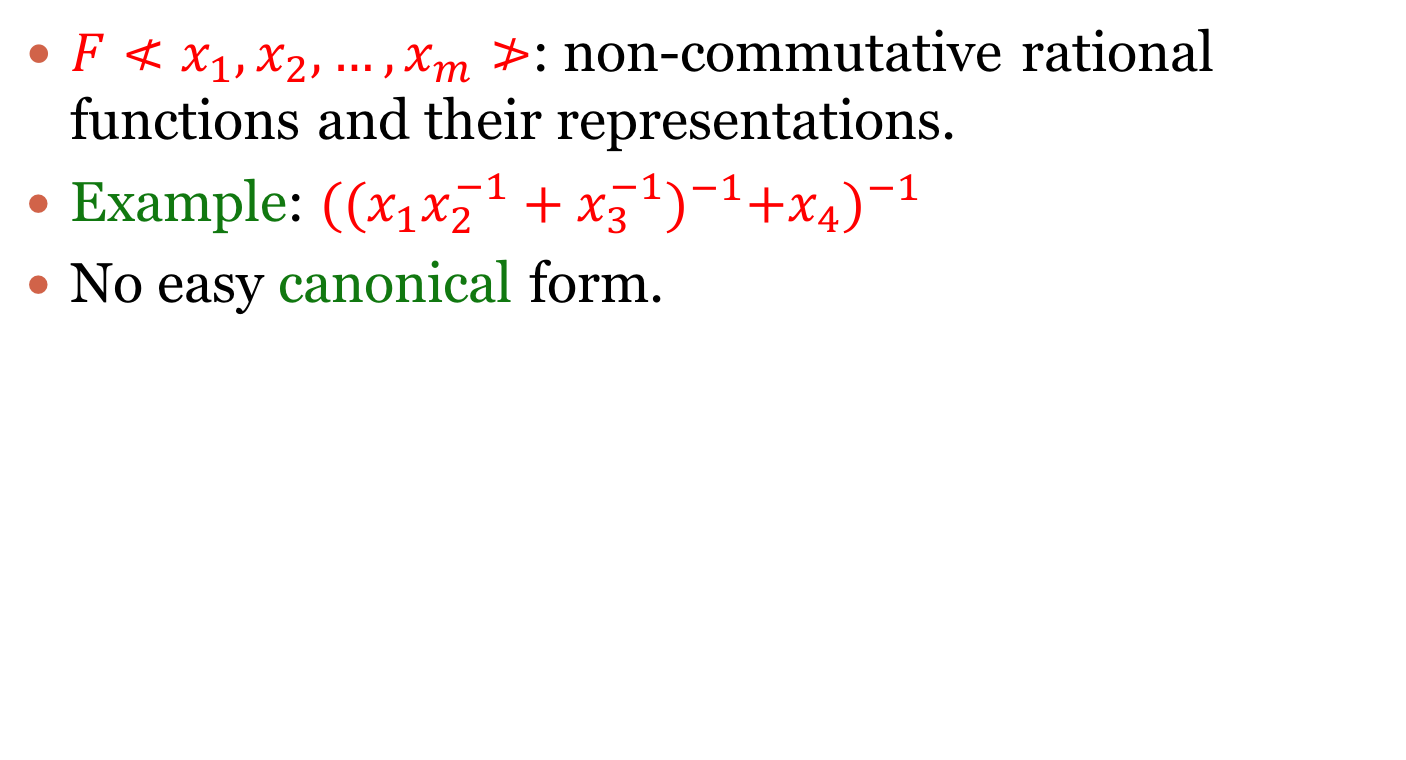 • F ≮ x₁, x₂, … , xₘ ≯: non-commutative rational
functions and their representations.
• Example: ((x₁x₂⁻¹ + x₃⁻¹)⁻¹+x₄)⁻¹
• No easy canonical form.